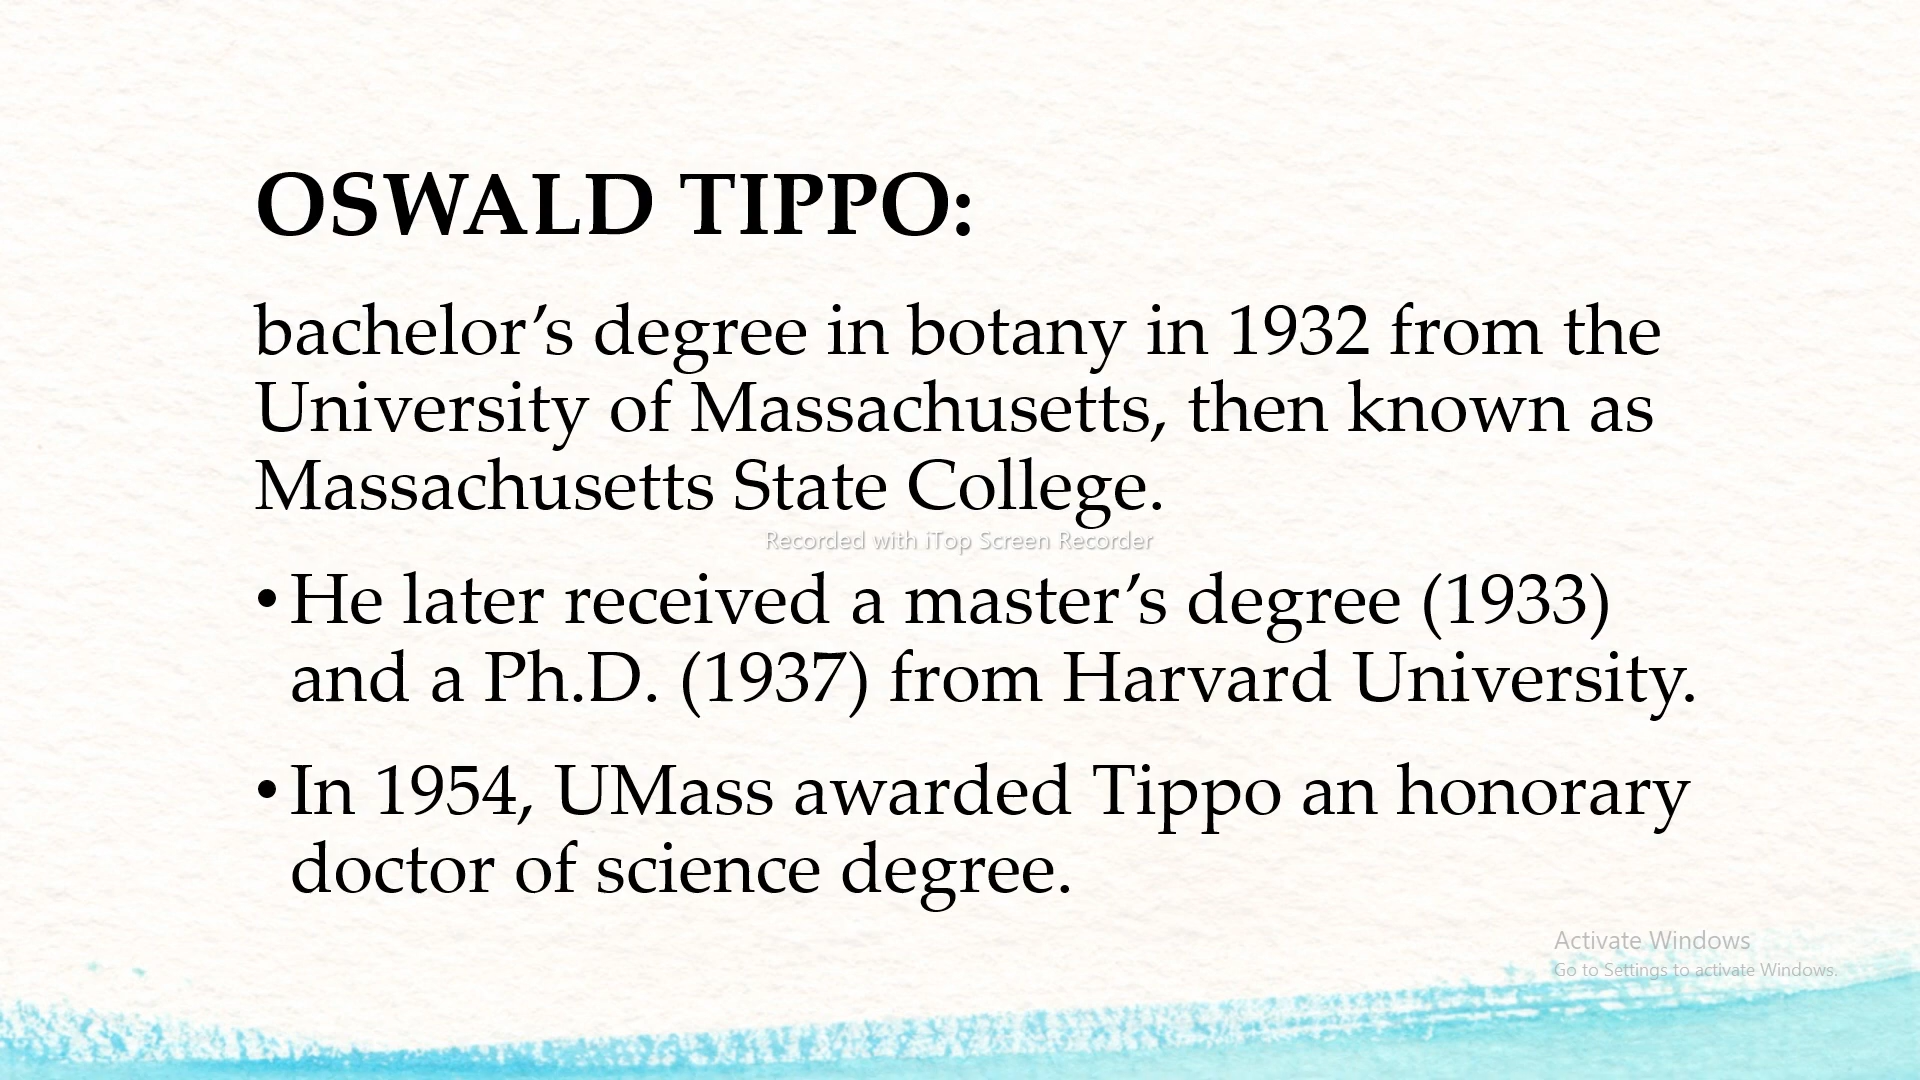 OSWALD TIPPO:
bachelor’s degree in botany in 1932 from the
University of Massachusetts, then known as
Massachusetts State College.
Recorded with iTop Screen Recorder
• He later received a master’s degree (1933)
and a Ph.D. (1937) from Harvard University.
• In 1954, UMass awarded Tippo an honorary
doctor of science degree.
Activate Windows
Go to Settings to activate Windows.